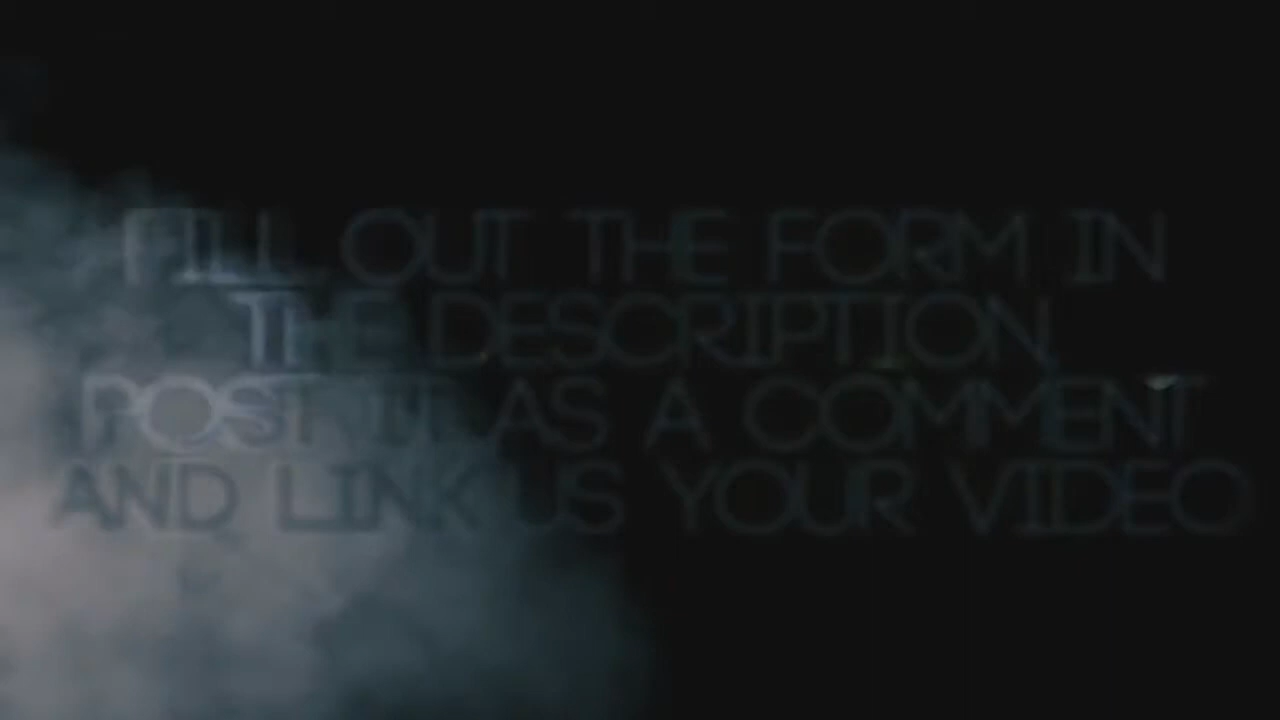 FILL OUT THE FORM IN
THE DESCRIPTION,
POST IT AS A COMMENT
AND LINK US YOUR VIDEO